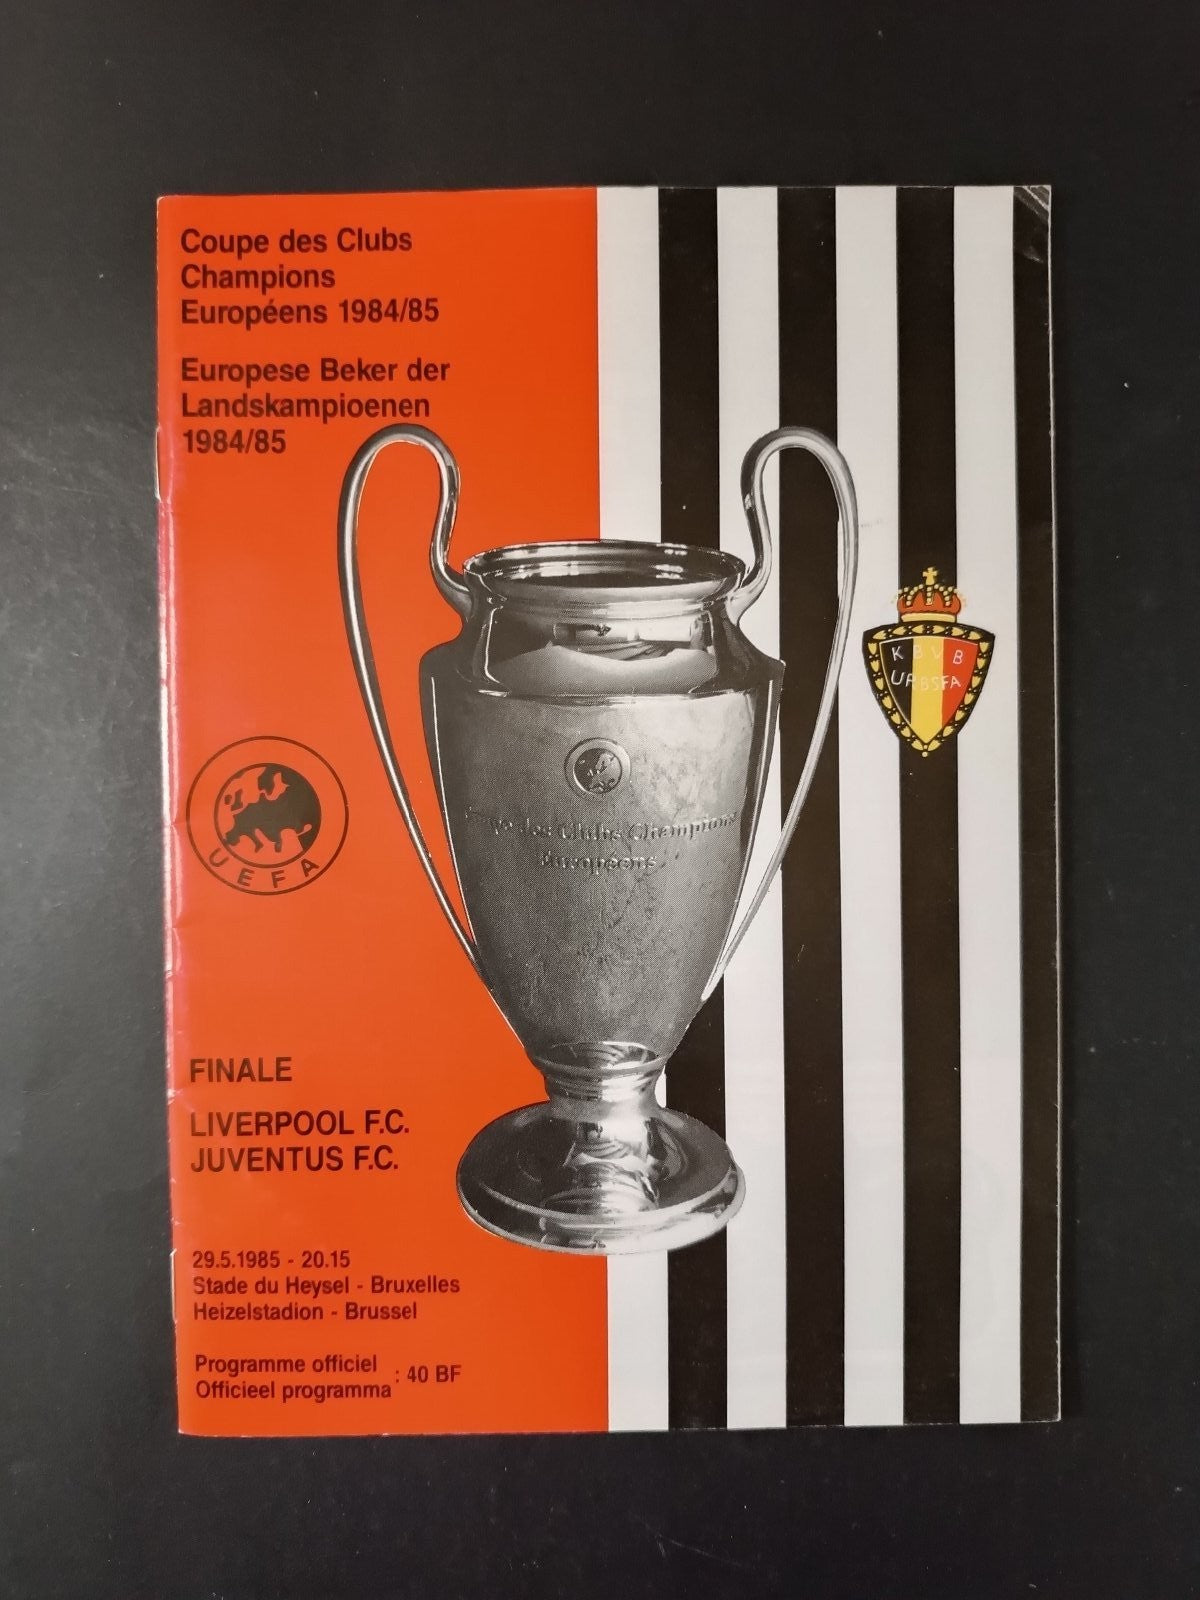 Coupe des Clubs
Champions
Européens 1984/85
Europese Beker der
Landskampioenen
1984/85
KBVB
URBSFA
des Clubs Champions
Européens
UEFA
FINALE
LIVERPOOL F.C.
JUVENTUS F.C.
29.5.1985 - 20.15
Stade du Heysel - Bruxelles
Heizelstadion - Brussel
Programme officiel
Officieel programma : 40 BF